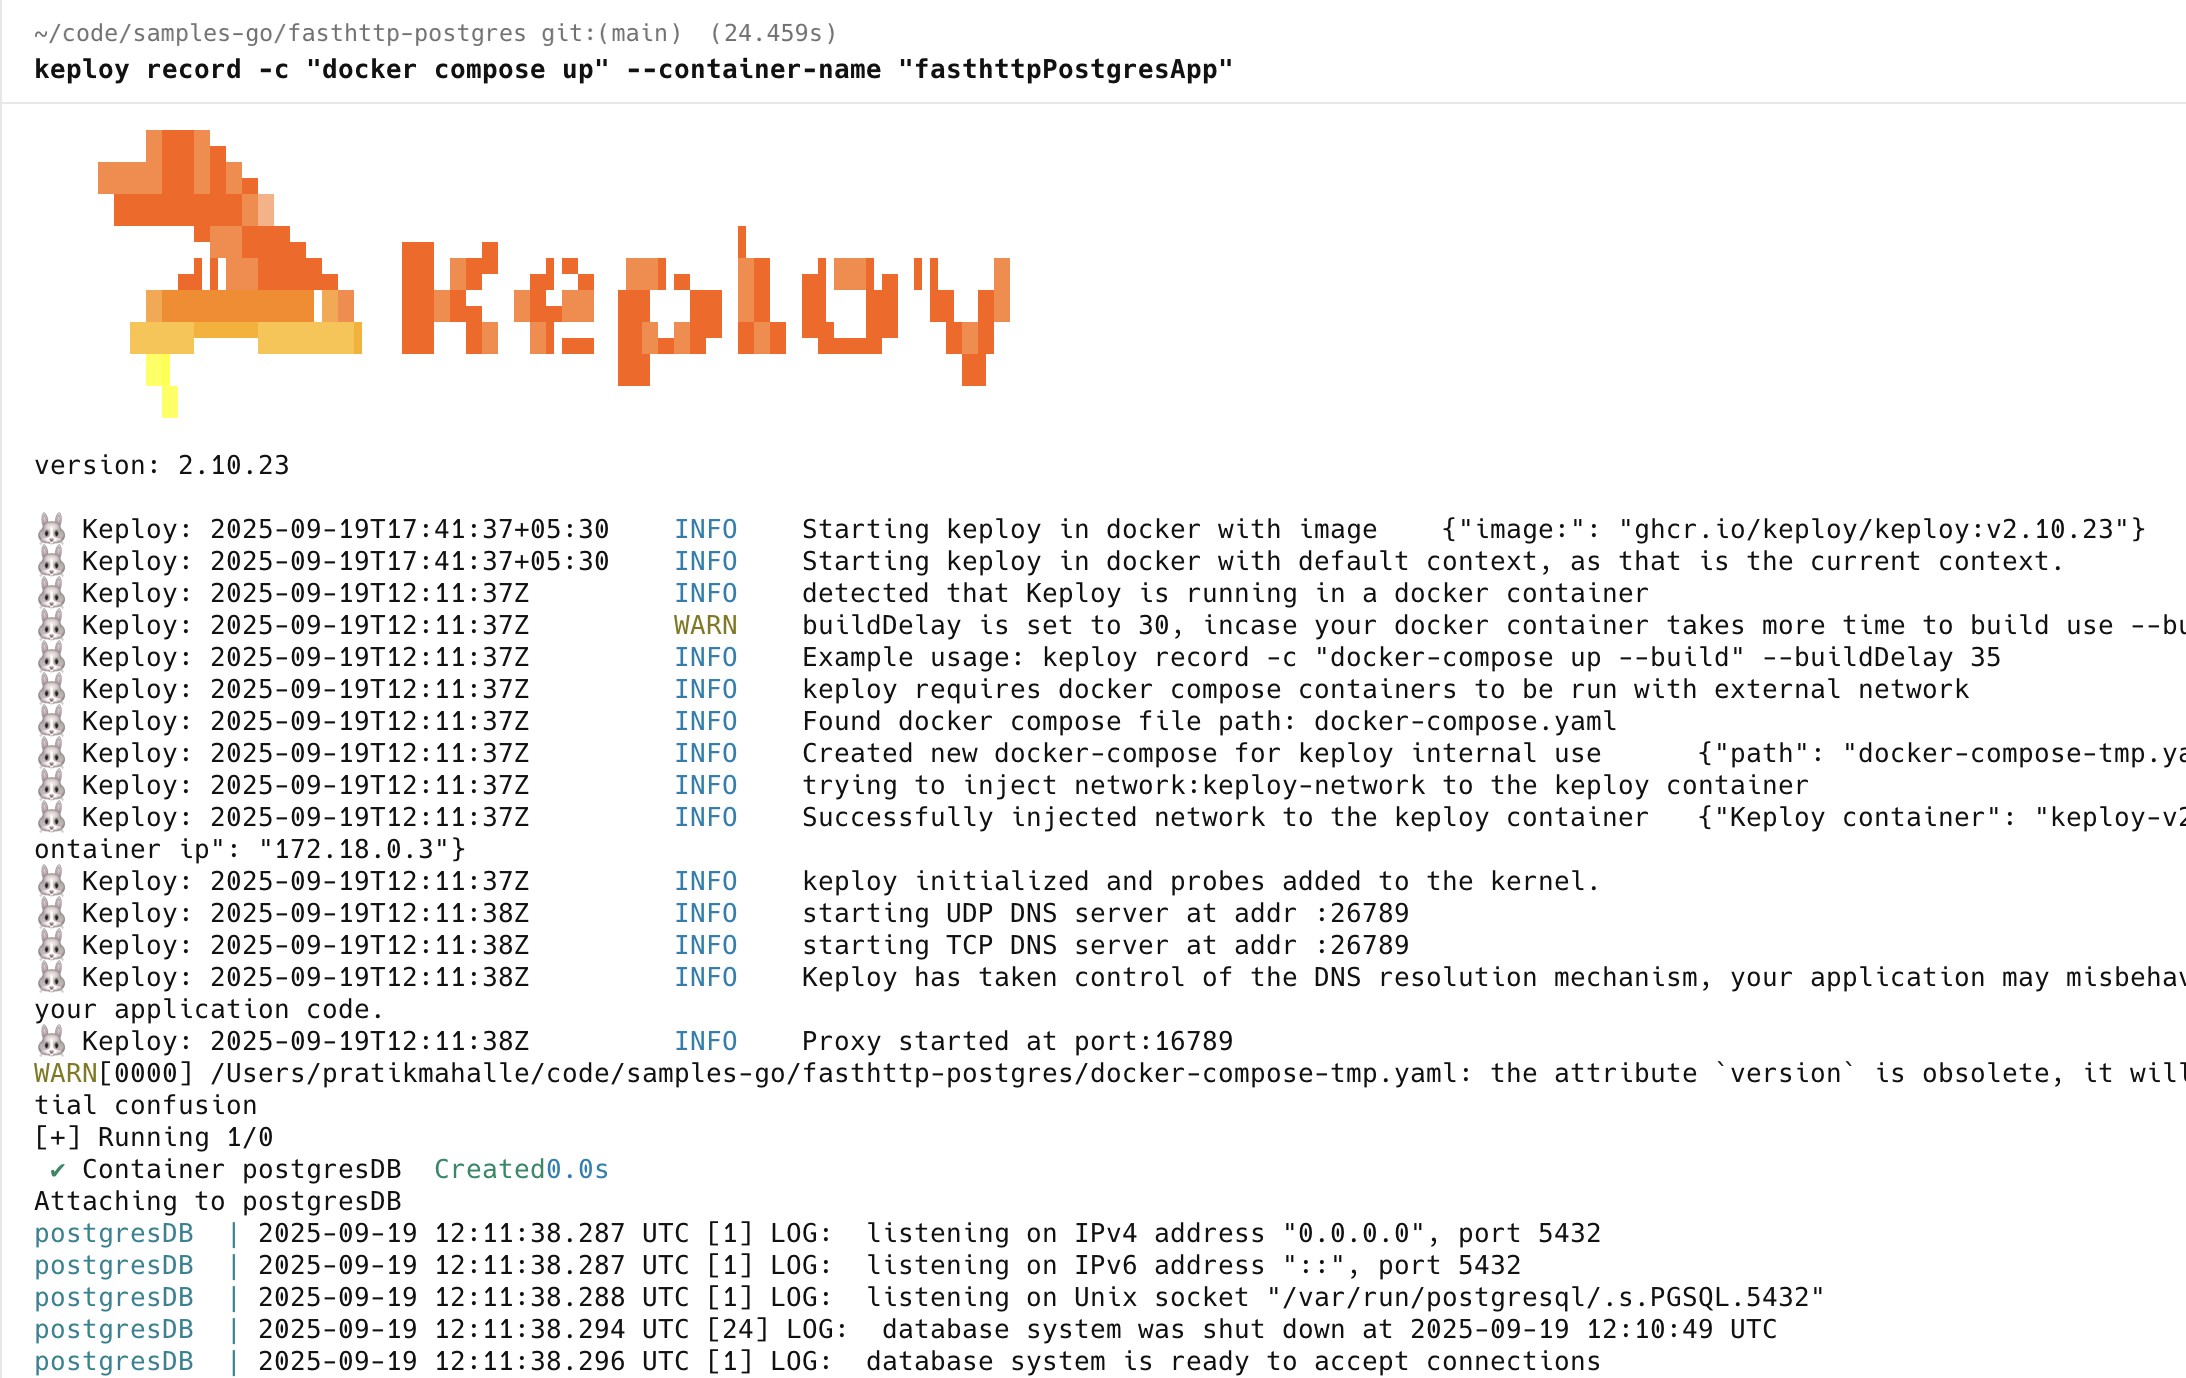 ~/code/samples-go/fasthttp-postgres git:(main) (24.459s)
keploy record -c "docker compose up" --container-name "fasthttpPostgresApp"
Keploy
version: 2.10.23
🐰 Keploy: 2025-09-19T17:41:37+05:30 INFO Starting keploy in docker with image {"image:": "ghcr.io/keploy/keploy:v2.10.23"}
🐰 Keploy: 2025-09-19T17:41:37+05:30 INFO Starting keploy in docker with default context, as that is the current context.
🐰 Keploy: 2025-09-19T12:11:37Z INFO detected that Keploy is running in a docker container
🐰 Keploy: 2025-09-19T12:11:37Z WARN buildDelay is set to 30, incase your docker container takes more time to build use --bu
🐰 Keploy: 2025-09-19T12:11:37Z INFO Example usage: keploy record -c "docker-compose up --build" --buildDelay 35
🐰 Keploy: 2025-09-19T12:11:37Z INFO keploy requires docker compose containers to be run with external network
🐰 Keploy: 2025-09-19T12:11:37Z INFO Found docker compose file path: docker-compose.yaml
🐰 Keploy: 2025-09-19T12:11:37Z INFO Created new docker-compose for keploy internal use {"path": "docker-compose-tmp.ya
🐰 Keploy: 2025-09-19T12:11:37Z INFO trying to inject network:keploy-network to the keploy container
🐰 Keploy: 2025-09-19T12:11:37Z INFO Successfully injected network to the keploy container {"Keploy container": "keploy-v2
ontainer ip": "172.18.0.3"}
🐰 Keploy: 2025-09-19T12:11:37Z INFO keploy initialized and probes added to the kernel.
🐰 Keploy: 2025-09-19T12:11:38Z INFO starting UDP DNS server at addr :26789
🐰 Keploy: 2025-09-19T12:11:38Z INFO starting TCP DNS server at addr :26789
🐰 Keploy: 2025-09-19T12:11:38Z INFO Keploy has taken control of the DNS resolution mechanism, your application may misbehav
your application code.
🐰 Keploy: 2025-09-19T12:11:38Z INFO Proxy started at port:16789
WARN[0000] /Users/pratikmahalle/code/samples-go/fasthttp-postgres/docker-compose-tmp.yaml: the attribute `version` is obsolete, it will
tial confusion
[+] Running 1/0
✔ Container postgresDB Created0.0s
Attaching to postgresDB
postgresDB | 2025-09-19 12:11:38.287 UTC [1] LOG: listening on IPv4 address "0.0.0.0", port 5432
postgresDB | 2025-09-19 12:11:38.287 UTC [1] LOG: listening on IPv6 address "::", port 5432
postgresDB | 2025-09-19 12:11:38.288 UTC [1] LOG: listening on Unix socket "/var/run/postgresql/.s.PGSQL.5432"
postgresDB | 2025-09-19 12:11:38.294 UTC [24] LOG: database system was shut down at 2025-09-19 12:10:49 UTC
postgresDB | 2025-09-19 12:11:38.296 UTC [1] LOG: database system is ready to accept connections